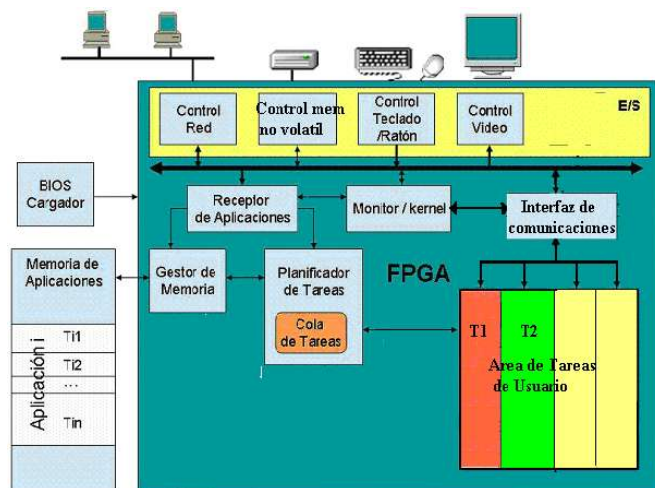 E/S
Control
Red
Control mem
no volatil
Control
Teclado
/Ratón
Control
Video
BIOS
Cargador
Receptor
de Aplicaciones
Monitor / kernel
Interfaz de
comunicaciones
Memoria de
Aplicaciones
Gestor de
Memoria
Planificador
de Tareas
FPGA
Cola
de Tareas
Aplicación i
Ti1
Ti2
...
Tin
T1
T2
Area de Tareas
de Usuario